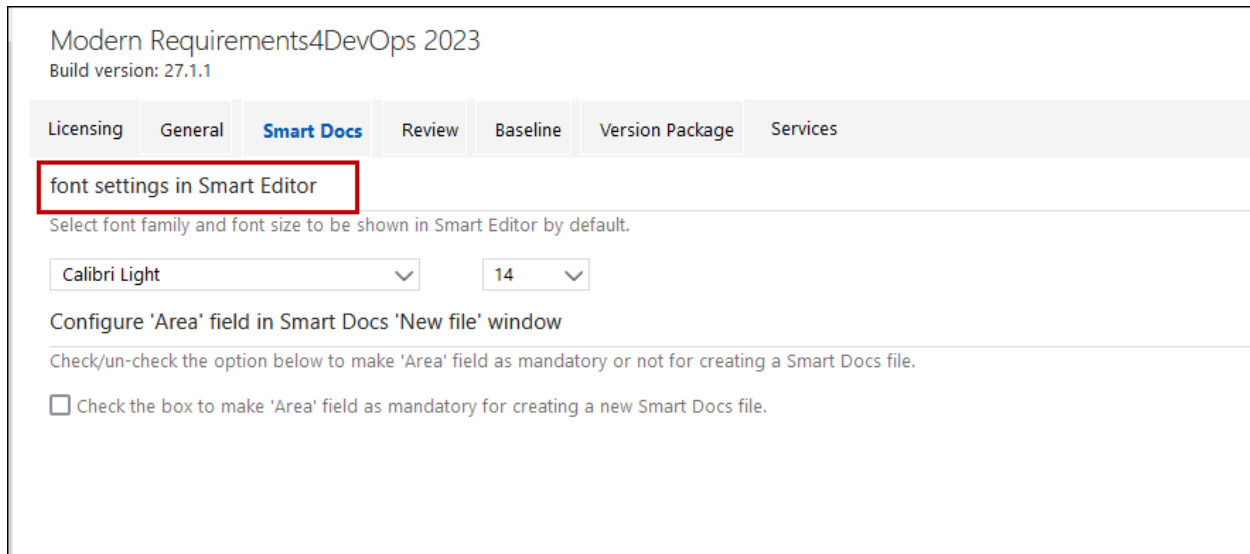 Modern Requirements4DevOps 2023
Build version: 27.1.1
Licensing General Smart Docs Review Baseline Version Package Services
font settings in Smart Editor
Select font family and font size to be shown in Smart Editor by default.
Calibri Light 14
Configure 'Area' field in Smart Docs 'New file' window
Check/un-check the option below to make 'Area' field as mandatory or not for creating a Smart Docs file.
Check the box to make 'Area' field as mandatory for creating a new Smart Docs file.